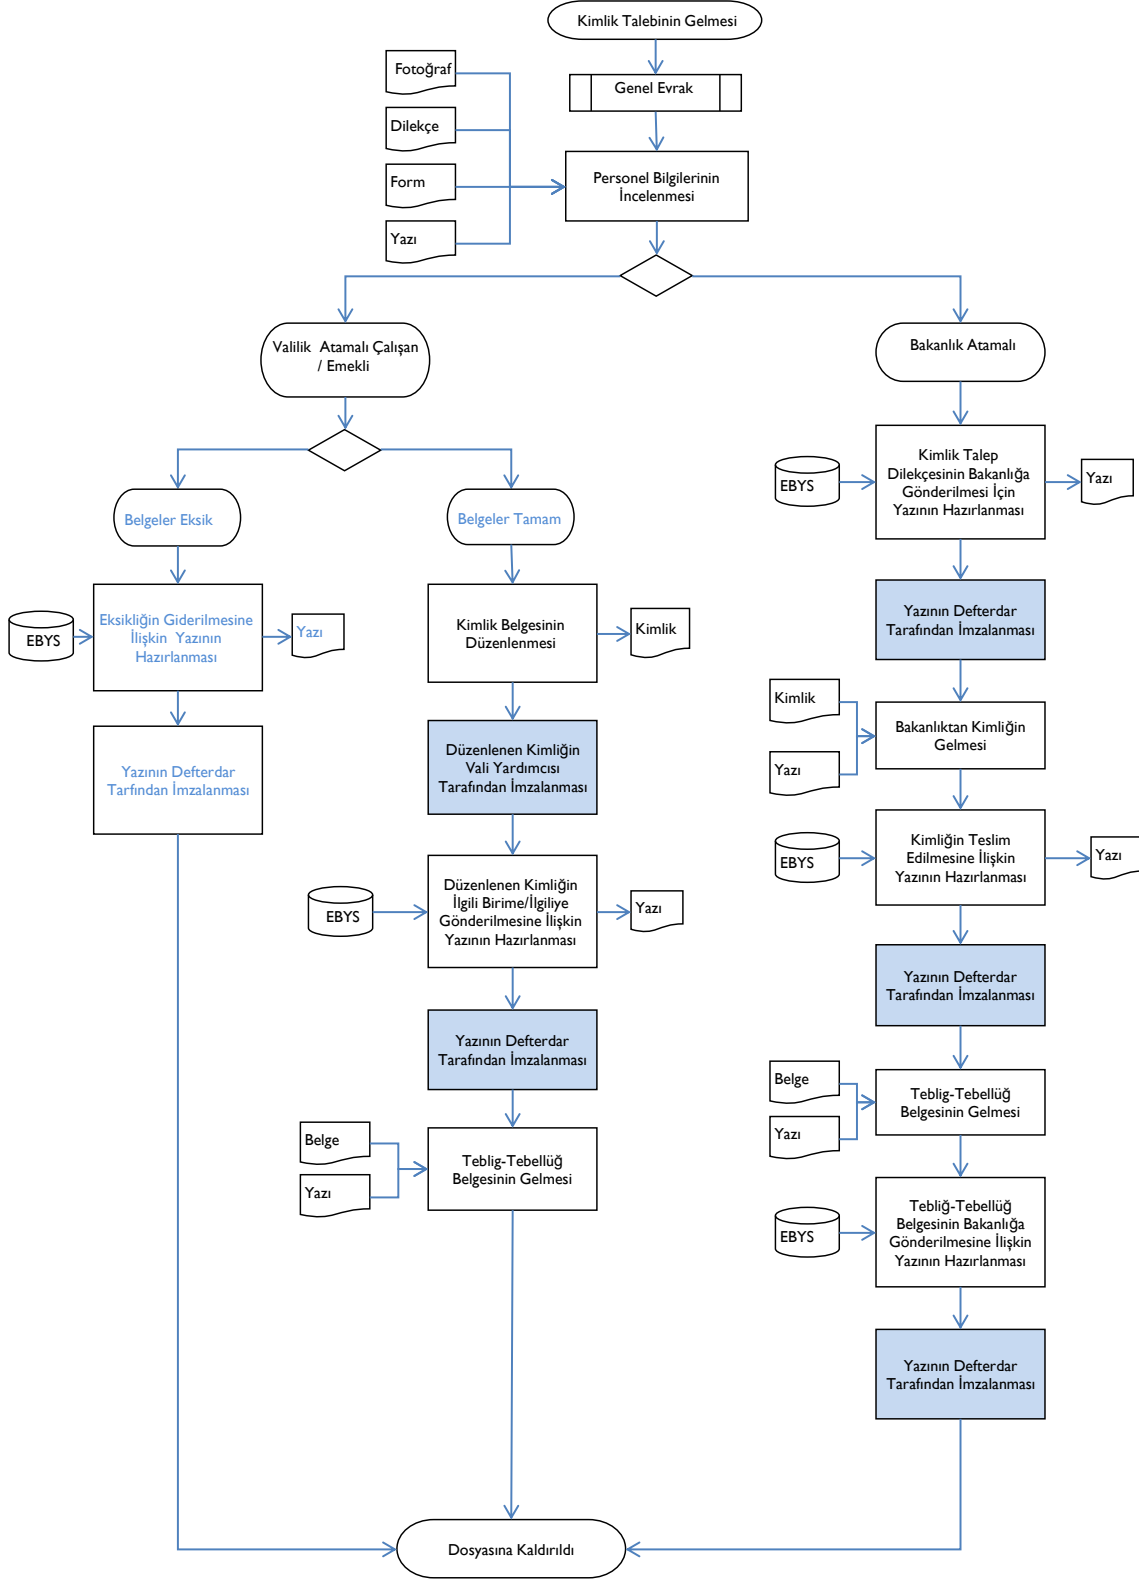 Kimlik Talebinin Gelmesi
Genel Evrak
Fotoğraf
Dilekçe
Form
Yazı
Personel Bilgilerinin
İncelenmesi
Valilik Atamalı Çalışan
/ Emekli
Bakanlık Atamalı
Belgeler Eksik
Belgeler Tamam
EBYS
Kimlik Talep
Dilekçesinin Bakanlığa
Gönderilmesi İçin
Yazının Hazırlanması
Yazı
EBYS
Eksikliğin Giderilmesine
İlişkin Yazının
Hazırlanması
Yazı
Kimlik Belgesinin
Düzenlenmesi
Kimlik
Yazının Defterdar
Tarafından İmzalanması
Yazının Defterdar
Tarfından İmzalanması
Düzenlenen Kimliğin
Vali Yardımcısı
Tarafından İmzalanması
Kimlik
Yazı
Bakanlıktan Kimliğin
Gelmesi
EBYS
Kimliğin Teslim
Edilmesine İlişkin
Yazının Hazırlanması
Yazı
EBYS
Düzenlenen Kimliğin
İlgili Birime/İlgiliye
Gönderilmesine İlişkin
Yazının Hazırlanması
Yazı
Yazının Defterdar
Tarafından İmzalanması
Yazının Defterdar
Tarafından İmzalanması
Belge
Yazı
Teblig-Tebellüğ
Belgesinin Gelmesi
Belge
Yazı
Teblig-Tebellüğ
Belgesinin Gelmesi
EBYS
Tebliğ-Tebellüğ
Belgesinin Bakanlığa
Gönderilmesine İlişkin
Yazının Hazırlanması
Yazının Defterdar
Tarafından İmzalanması
Dosyasına Kaldırıldı